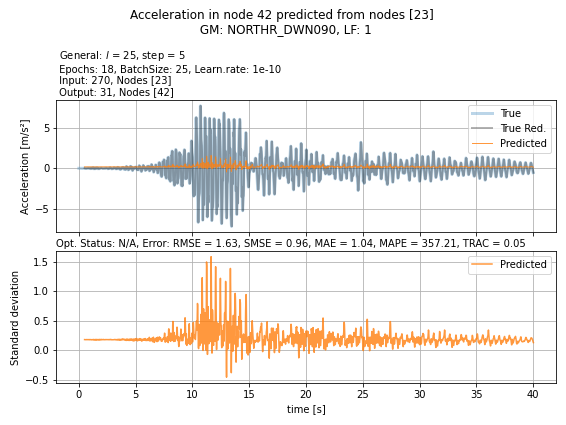 Acceleration in node 42 predicted from nodes [23]
GM: NORTHR_DWN090, LF: 1
General: l = 25, step = 5
Epochs: 18, BatchSize: 25, Learn.rate: 1e-10
Input: 270, Nodes [23]
Output: 31, Nodes [42]
Acceleration [m/s²]
5
0
−5
True
True Red.
Predicted
Opt. Status: N/A, Error: RMSE = 1.63, SMSE = 0.96, MAE = 1.04, MAPE = 357.21, TRAC = 0.05
Standard deviation
1.5
1.0
0.5
0.0
−0.5
Predicted
0 5 10 15 20 25 30 35 40
time [s]